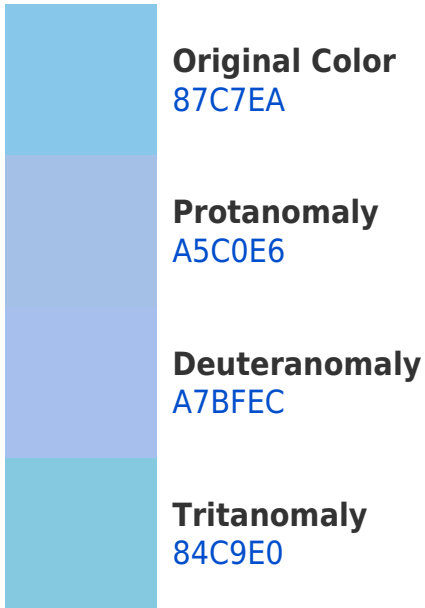 Original Color
87C7EA
Protanomaly
A5C0E6
Deuteranomaly
A7BFEC
Tritanomaly
84C9E0